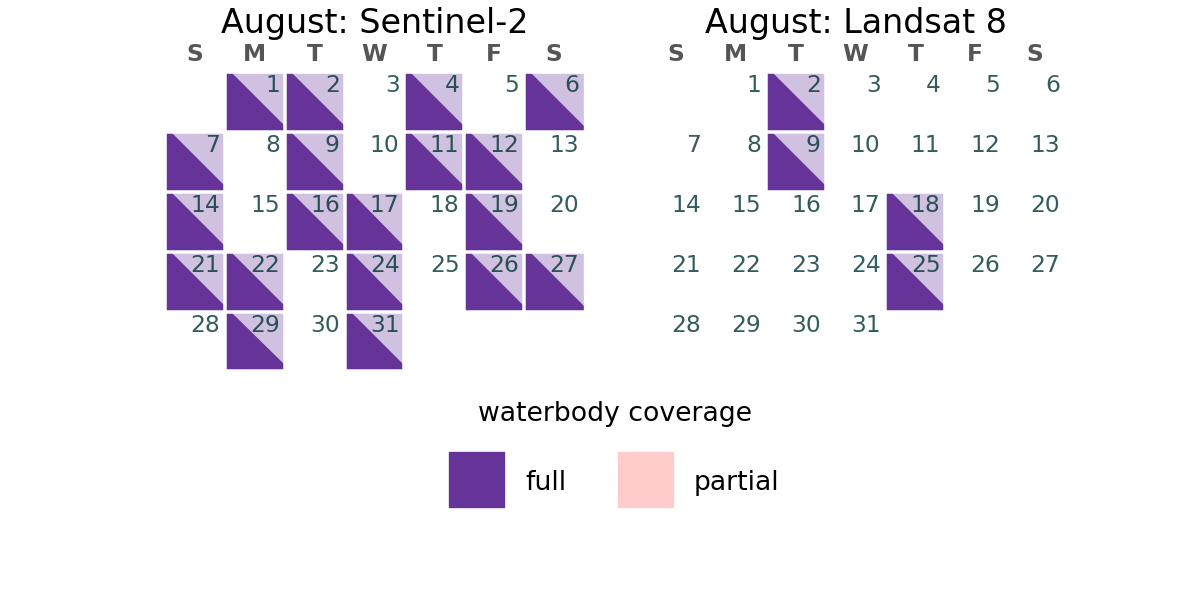 August: Sentinel-2
S M T W T F S
1 2 3 4 5 6
7 8 9 10 11 12 13
14 15 16 17 18 19 20
21 22 23 24 25 26 27
28 29 30 31
August: Landsat 8
S M T W T F S
1 2 3 4 5 6
7 8 9 10 11 12 13
14 15 16 17 18 19 20
21 22 23 24 25 26 27
28 29 30 31
waterbody coverage
full partial